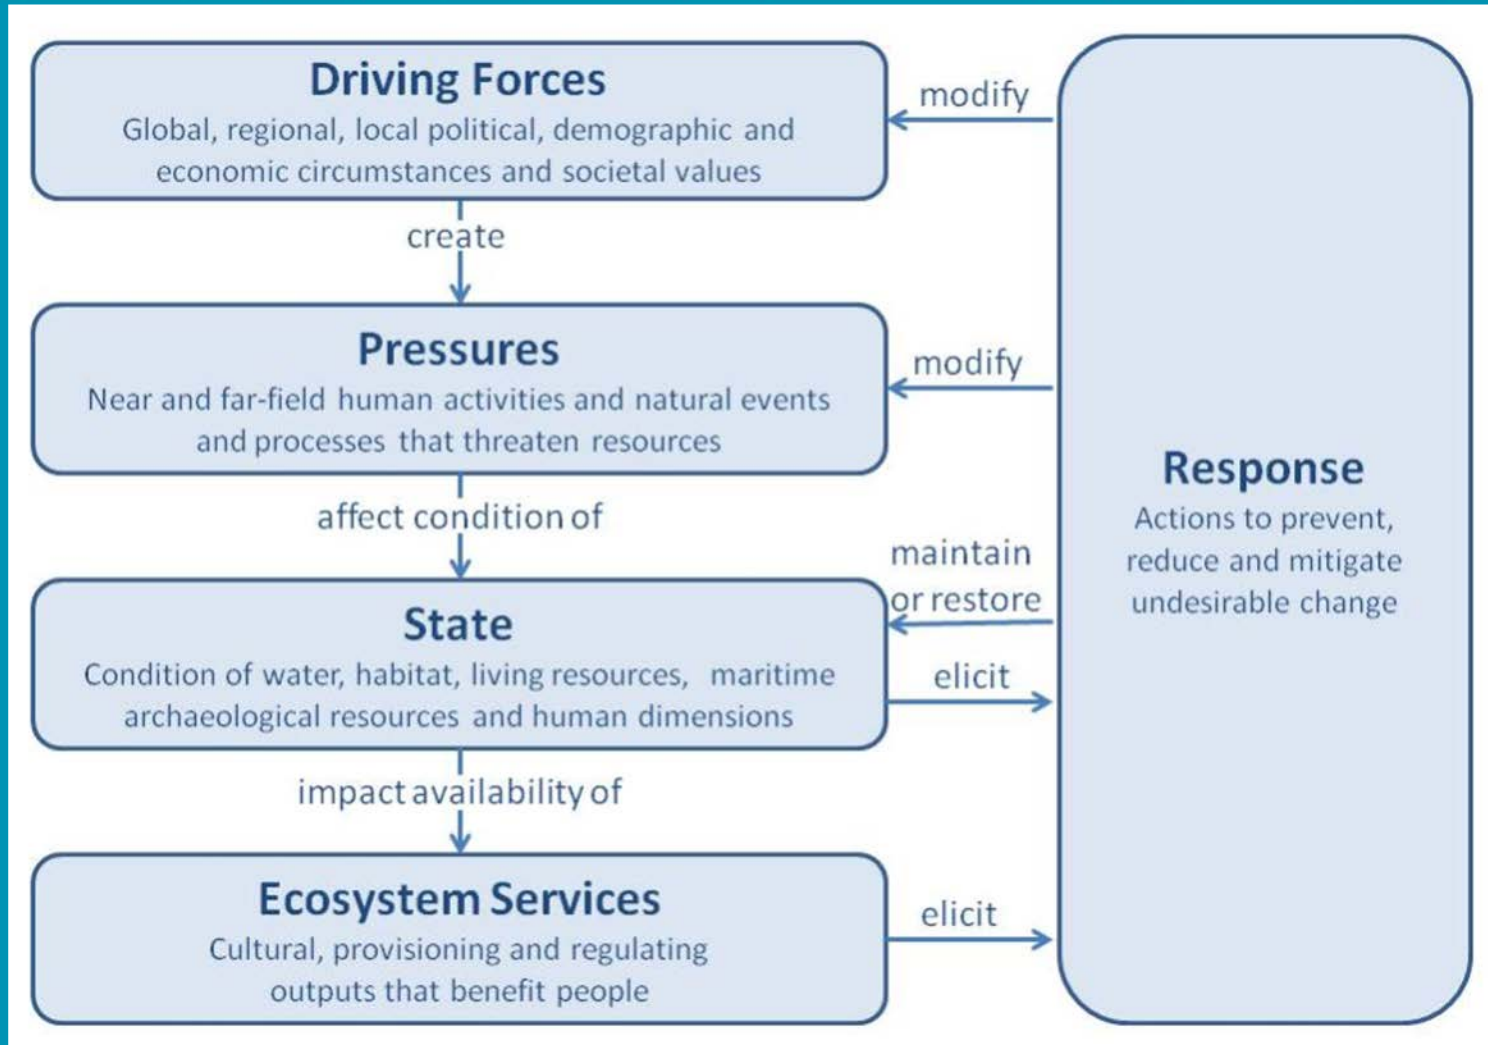 Driving Forces
Global, regional, local political, demographic and
economic circumstances and societal values
modify
create
Pressures
Near and far-field human activities and natural events
and processes that threaten resources
modify
affect condition of
State
Condition of water, habitat, living resources, maritime
archaeological resources and human dimensions
maintain
or restore
elicit
impact availability of
Ecosystem Services
Cultural, provisioning and regulating
outputs that benefit people
elicit
Response
Actions to prevent,
reduce and mitigate
undesirable change